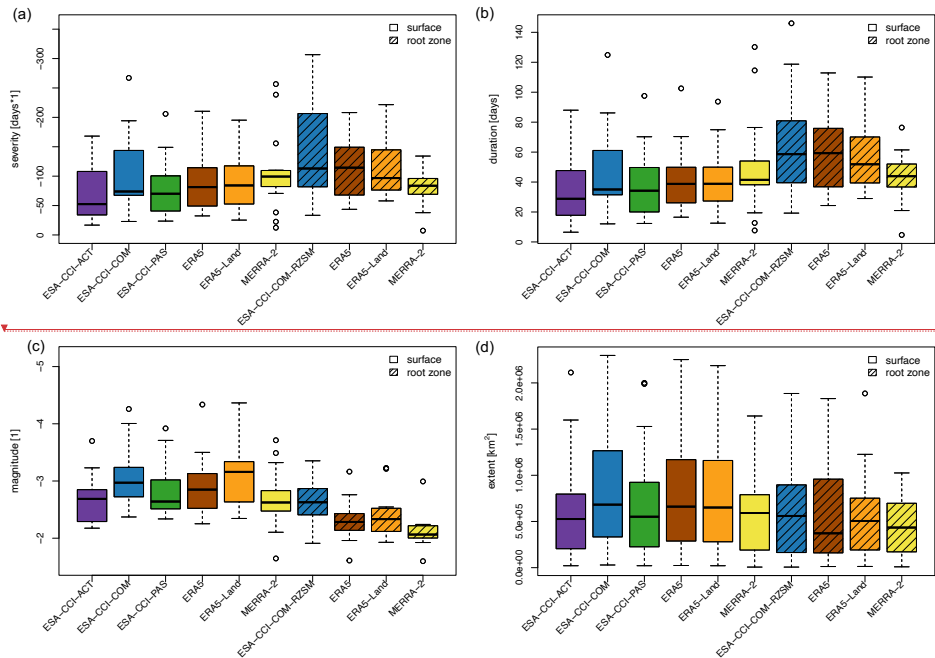 (a)
severity [days*1]
0
−50
−100
−200
−300
surface
root zone
ESA−CCI−ACT
ESA−CCI−COM
ESA−CCI−PAS
ERA5
ERA5−Land
MERRA−2
ESA−CCI−COM−RZSM
ERA5
ERA5−Land
MERRA−2
(b)
duration [days]
0
20
40
60
80
100
120
140
surface
root zone
ESA−CCI−ACT
ESA−CCI−COM
ESA−CCI−PAS
ERA5
ERA5−Land
MERRA−2
ESA−CCI−COM−RZSM
ERA5
ERA5−Land
MERRA−2
(c)
magnitude [1]
−2
−3
−4
−5
surface
root zone
ESA−CCI−ACT
ESA−CCI−COM
ESA−CCI−PAS
ERA5
ERA5−Land
MERRA−2
ESA−CCI−COM−RZSM
ERA5
ERA5−Land
MERRA−2
(d)
extent [km²]
0.0e+00
5.0e+05
1.0e+06
1.5e+06
2.0e+06
surface
root zone
ESA−CCI−ACT
ESA−CCI−COM
ESA−CCI−PAS
ERA5
ERA5−Land
MERRA−2
ESA−CCI−COM−RZSM
ERA5
ERA5−Land
MERRA−2